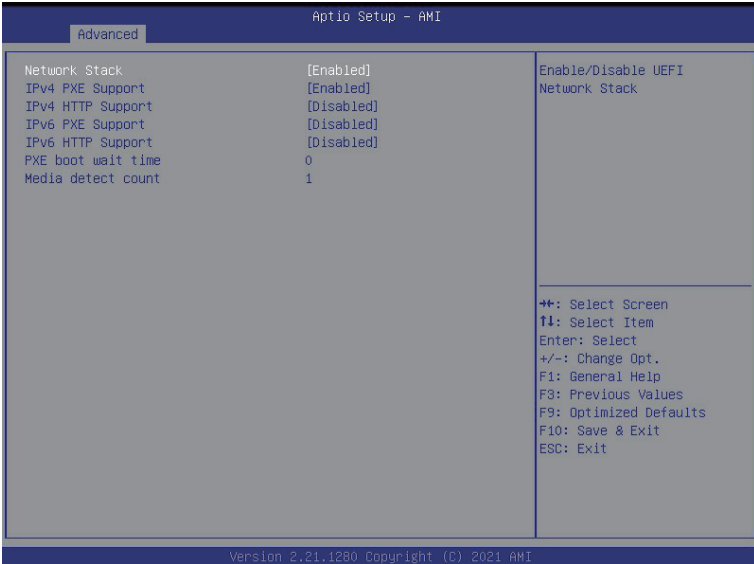 Aptio Setup – AMI
Advanced
Network Stack [Enabled]
IPv4 PXE Support [Enabled]
IPv4 HTTP Support [Disabled]
IPv6 PXE Support [Disabled]
IPv6 HTTP Support [Disabled]
PXE boot wait time 0
Media detect count 1
Enable/Disable UEFI
Network Stack
→←: Select Screen
↑↓: Select Item
Enter: Select
+/-: Change Opt.
F1: General Help
F3: Previous Values
F9: Optimized Defaults
F10: Save & Exit
ESC: Exit
Version 2.21.1280 Copyright (C) 2021 AMI